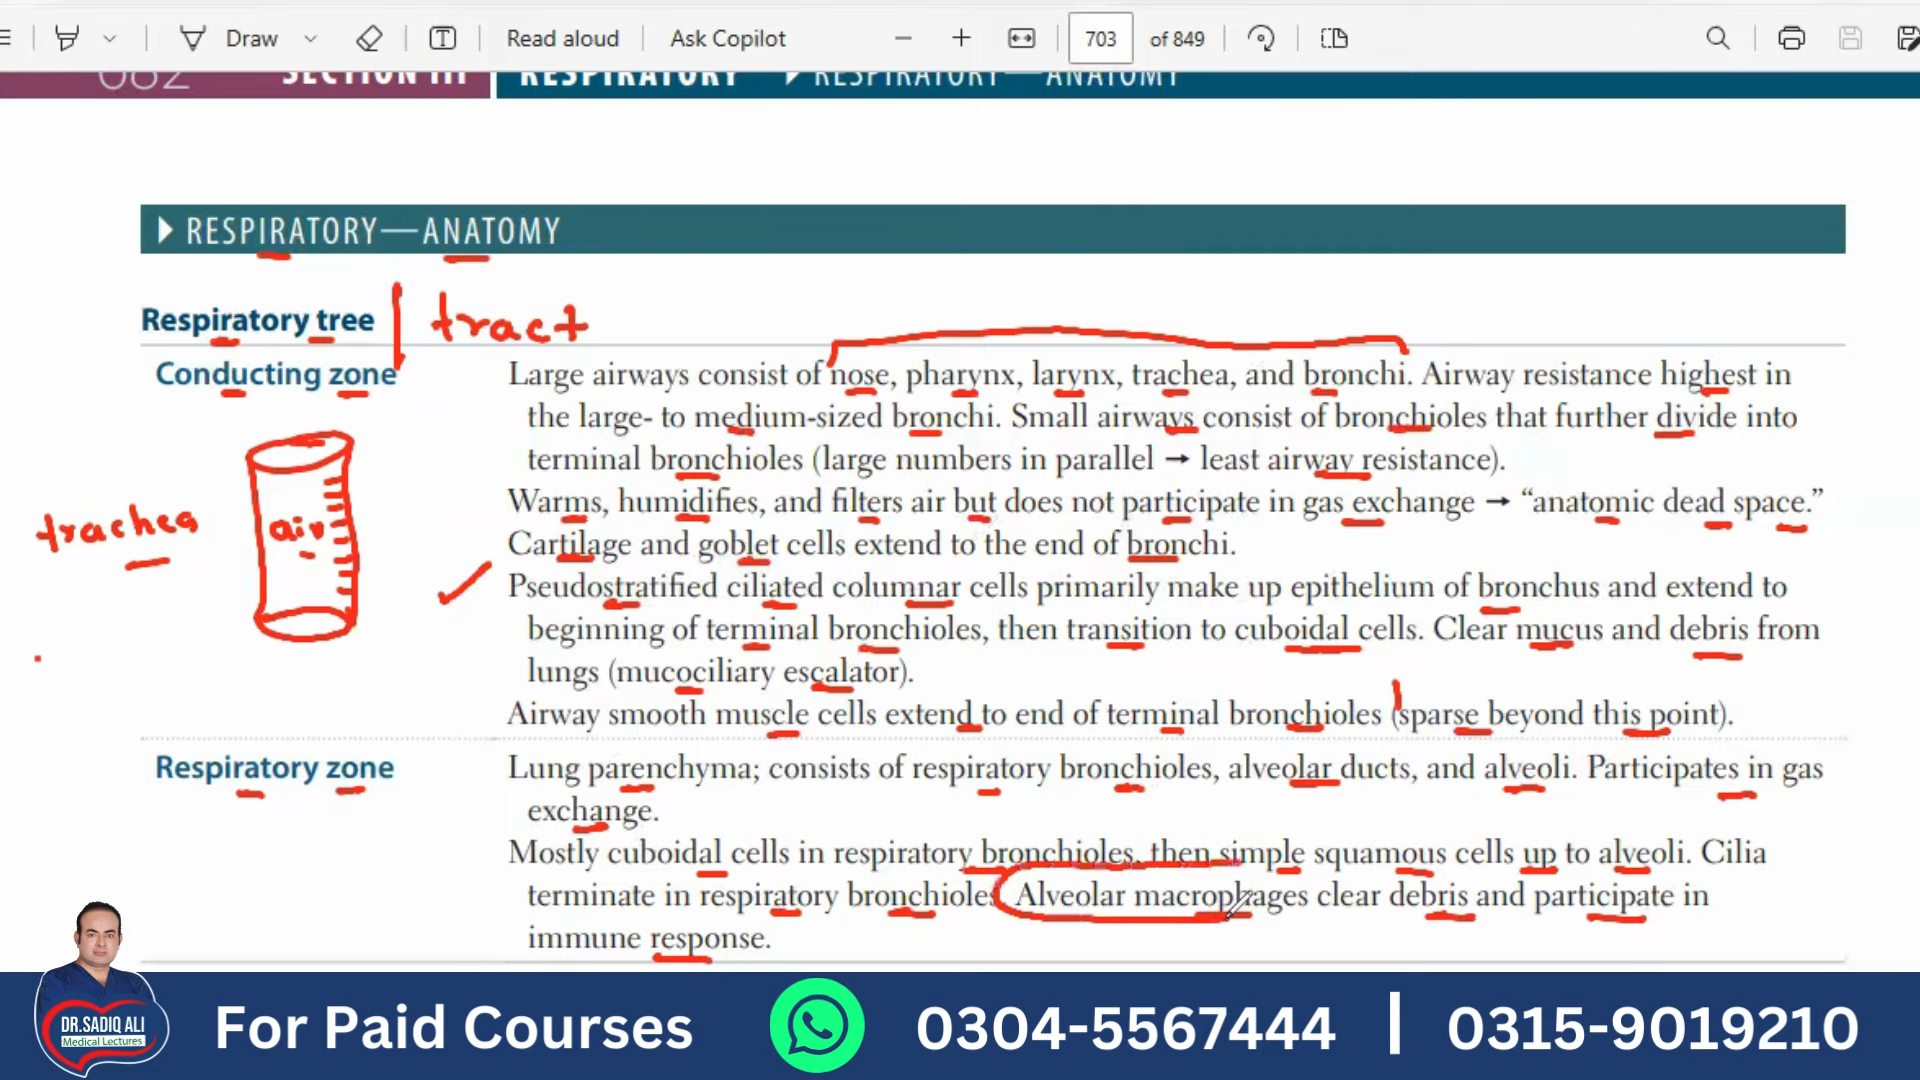 Draw Read aloud Ask Copilot 703 of 849
682 SECTION III RESPIRATORY ▶ RESPIRATORY—ANATOMY
▶ RESPIRATORY—ANATOMY
Respiratory tree tract
Conducting zone
Large airways consist of nose, pharynx, larynx, trachea, and bronchi. Airway resistance highest in
the large- to medium-sized bronchi. Small airways consist of bronchioles that further divide into
terminal bronchioles (large numbers in parallel → least airway resistance).
Warms, humidifies, and filters air but does not participate in gas exchange → “anatomic dead space.”
Cartilage and goblet cells extend to the end of bronchi.
Pseudostratified ciliated columnar cells primarily make up epithelium of bronchus and extend to
beginning of terminal bronchioles, then transition to cuboidal cells. Clear mucus and debris from
lungs (mucociliary escalator).
Airway smooth muscle cells extend to end of terminal bronchioles (sparse beyond this point).
trachea
air
Respiratory zone
Lung parenchyma; consists of respiratory bronchioles, alveolar ducts, and alveoli. Participates in gas
exchange.
Mostly cuboidal cells in respiratory bronchioles, then simple squamous cells up to alveoli. Cilia
terminate in respiratory bronchioles. Alveolar macrophages clear debris and participate in
immune response.
DR.SADIQ ALI
Medical Lectures
For Paid Courses 0304-5567444 | 0315-9019210